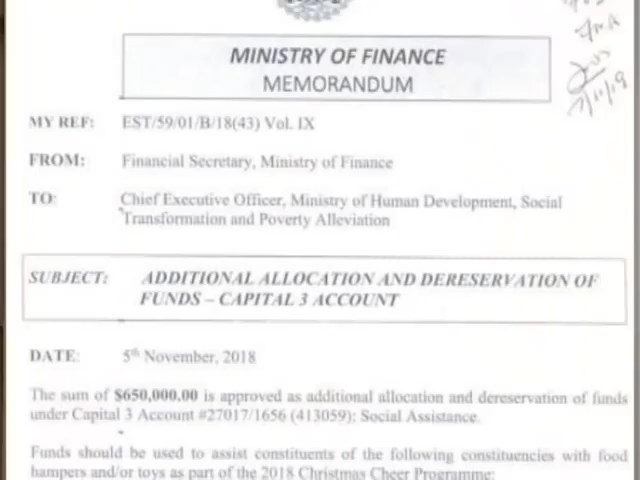 MINISTRY OF FINANCE
MEMORANDUM
MY REF: EST/59/01/B/18(43) Vol. IX
FROM: Financial Secretary, Ministry of Finance
TO: Chief Executive Officer, Ministry of Human Development, Social
Transformation and Poverty Alleviation
SUBJECT: ADDITIONAL ALLOCATION AND DERESERVATION OF
FUNDS – CAPITAL 3 ACCOUNT
DATE: 5th November, 2018
The sum of $650,000.00 is approved as additional allocation and dereservation of funds
under Capital 3 Account #27017/1656 (413059): Social Assistance.
Funds should be used to assist constituents of the following constituencies with food
hampers and/or toys as part of the 2018 Christmas Cheer Programme: